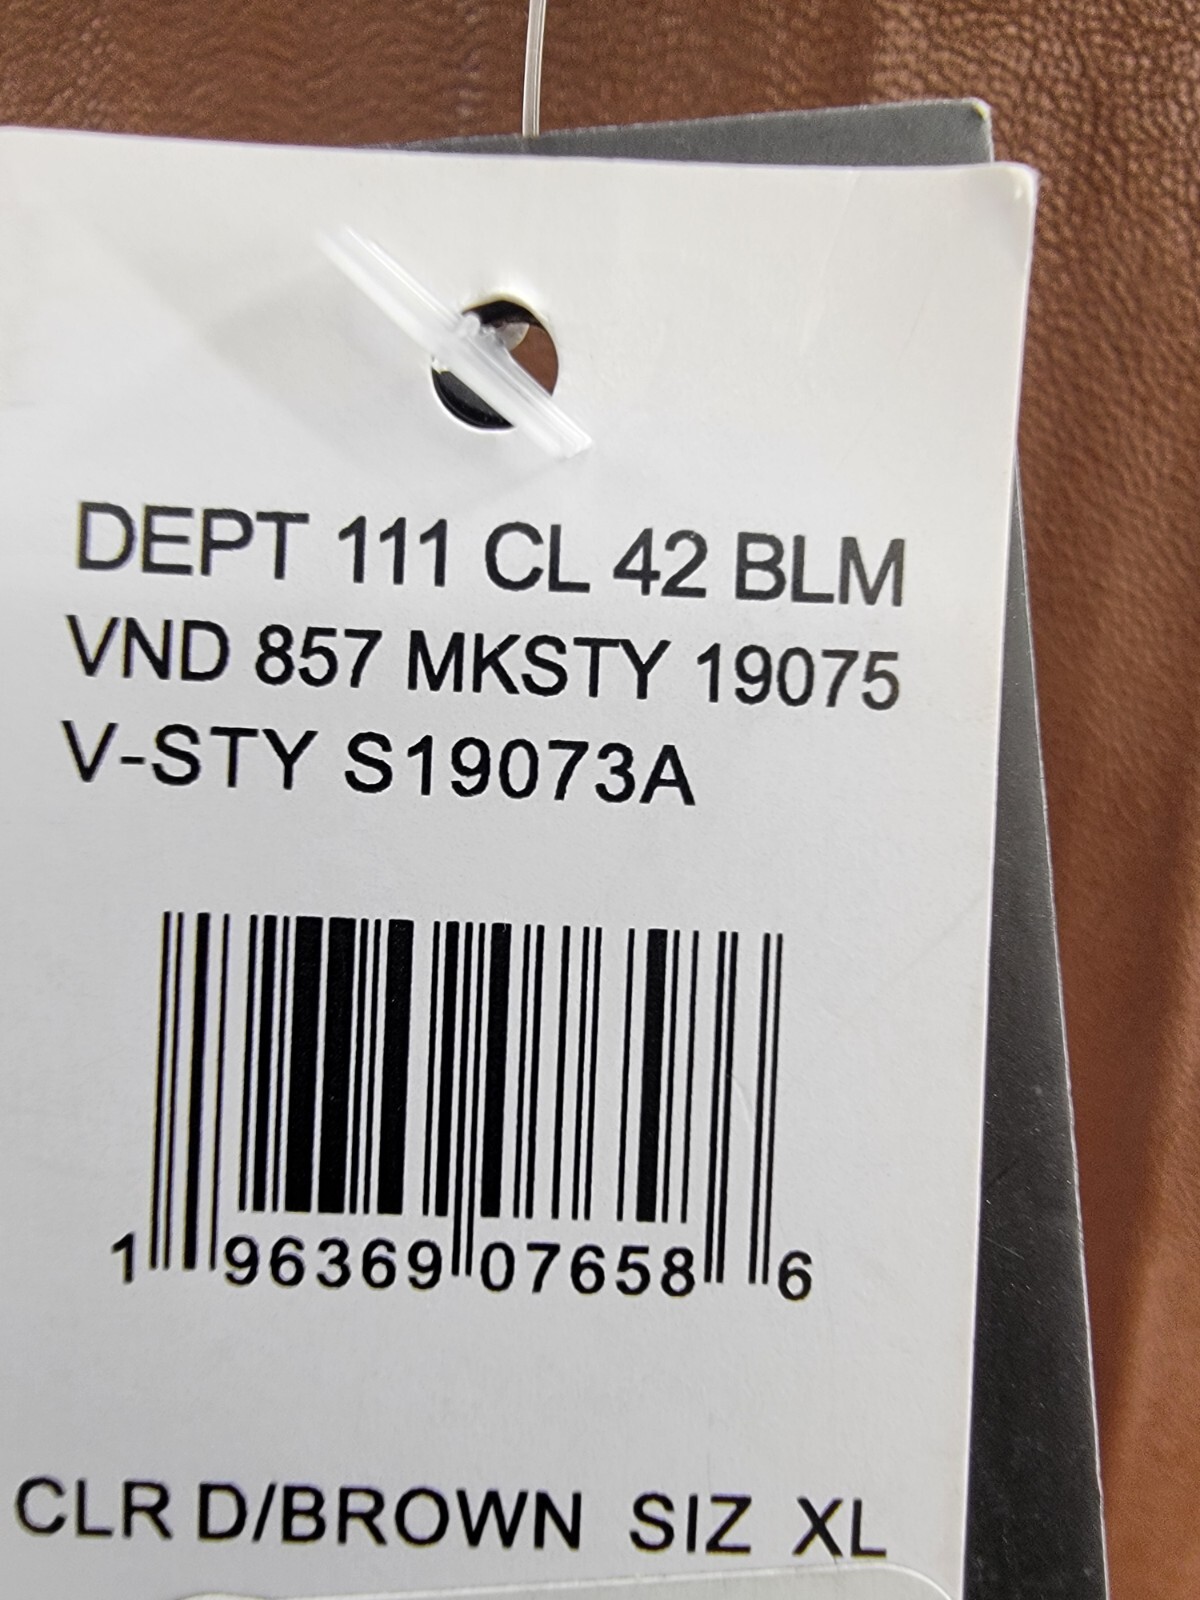 DEPT 111 CL 42 BLM
VND 857 MKSTY 19075
V-STY S19073A
1 96369 07658 6
CLR D/BROWN SIZ XL